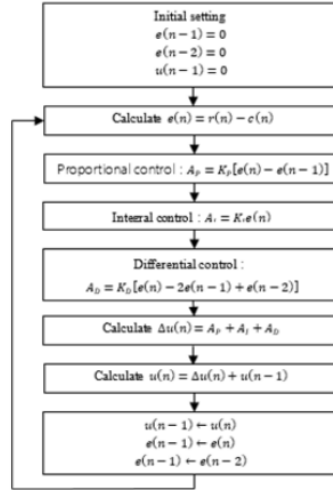 Initial setting
e(n−1)=0
e(n−2)=0
u(n−1)=0
Calculate e(n)=r(n)−c(n)
Proportional control : A_P = K_P[e(n)−e(n−1)]
Integral control : A_I = K_I e(n)
Differential control :
A_D = K_D[e(n)−2e(n−1)+e(n−2)]
Calculate Δu(n)=A_P+A_I+A_D
Calculate u(n)=Δu(n)+u(n−1)
u(n−1)←u(n)
e(n−1)←e(n)
e(n−1)←e(n−2)